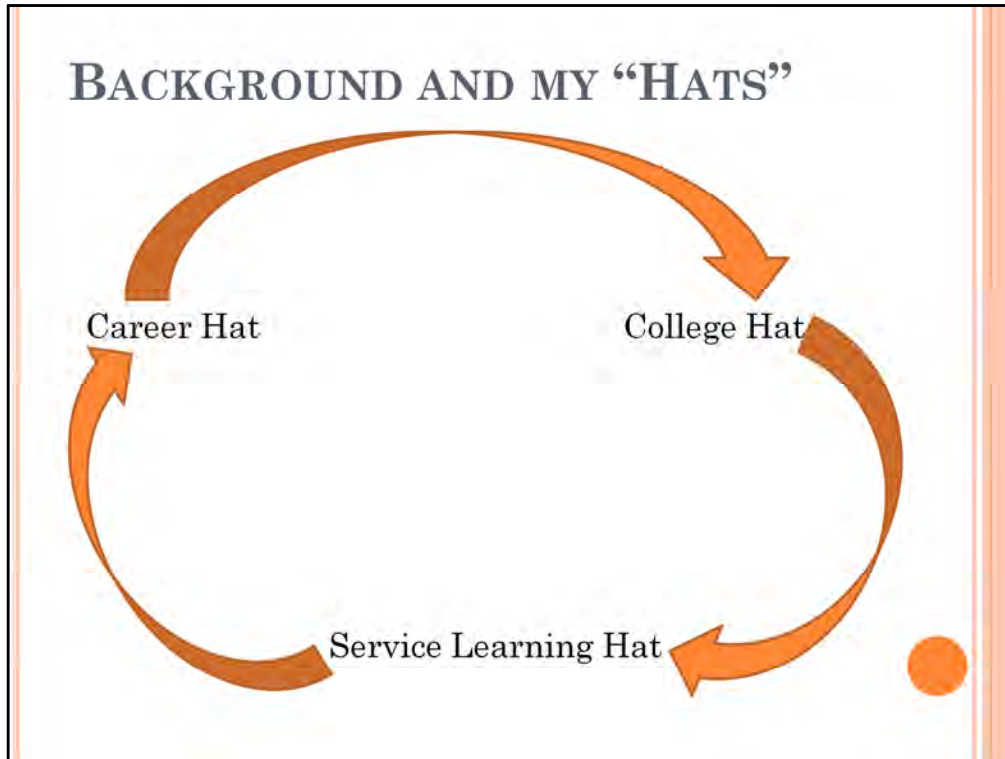 BACKGROUND AND MY “HATS”
Career Hat
College Hat
Service Learning Hat